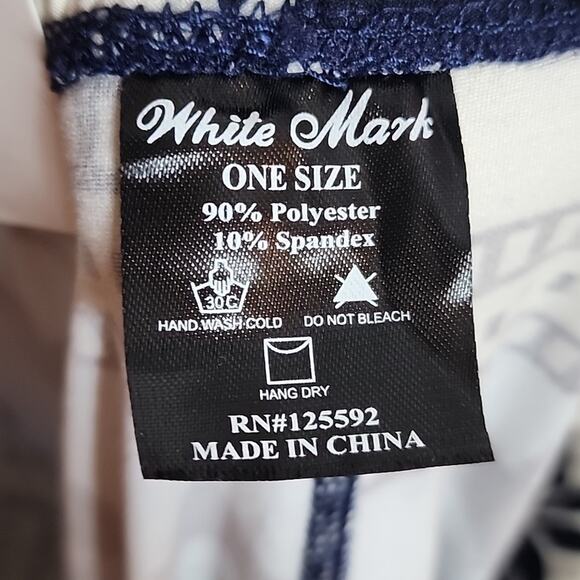 White Mark
ONE SIZE
90% Polyester
10% Spandex
30 C
HAND WASH COLD DO NOT BLEACH
HANG DRY
RN#125592
MADE IN CHINA